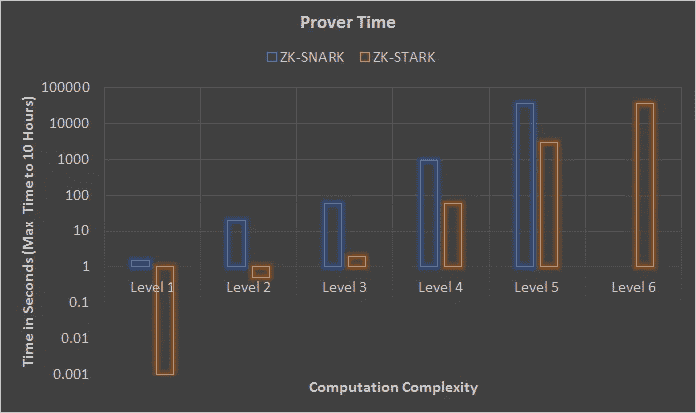 Prover Time
ZK-SNARK ZK-STARK
Time in Seconds (Max Time to 10 Hours)
100000
10000
1000
100
10
1
0.1
0.01
0.001
Level 1 Level 2 Level 3 Level 4 Level 5 Level 6
Computation Complexity